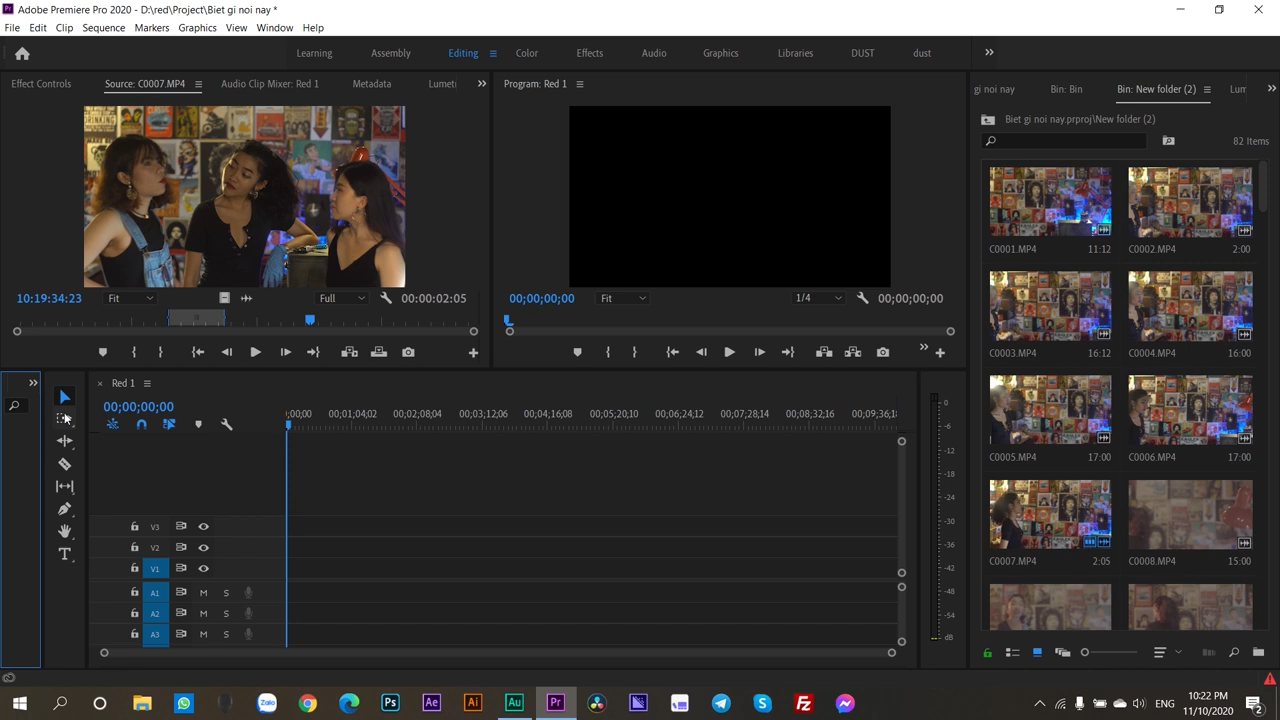 Adobe Premiere Pro 2020 - D:\red\Project\Biet gi noi nay *
File Edit Clip Sequence Markers Graphics View Window Help
Learning Assembly Editing Color Effects Audio Graphics Libraries DUST dust
Effect Controls Source: C0007.MP4 Audio Clip Mixer: Red 1 Metadata Lumet
Program: Red 1
gi noi nay Bin: Bin Bin: New folder (2) Lum
Biet gi noi nay.prproj\New folder (2)
82 Items
10:19:34:23 Fit Full 00:00:02:05
00;00;00;00 Fit 1/4 00;00;00;00
C0001.MP4 11:12 C0002.MP4 2:00
C0003.MP4 16:12 C0004.MP4 16:00
C0005.MP4 17:00 C0006.MP4 17:00
C0007.MP4 2:05 C0008.MP4 15:00
Red 1
00;00;00;00
;00;00 00;01;04;02 00;02;08;04 00;03;12;06 00;04;16;08 00;05;20;10 00;06;24;12 00;07;28;14 00;08;32;16 00;09;36;18
V3
V2
V1
A1 M S
A2 M S
A3 M S
0
-6
-12
-18
-24
-30
-36
-42
-48
-54
dB
Zalo Ps Ae Ai Au Pr
ENG
10:22 PM
11/10/2020
2